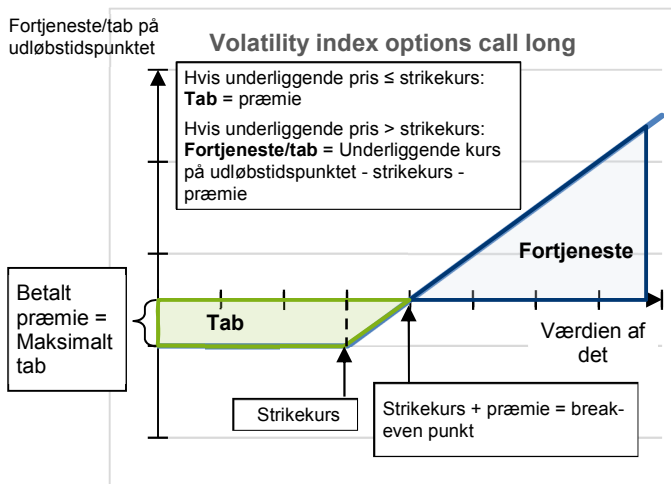 Fortjeneste/tab på
udløbstidspunktet
Volatility index options call long
Hvis underliggende pris ≤ strikekurs:
Tab = præmie
Hvis underliggende pris > strikekurs:
Fortjeneste/tab = Underliggende kurs
på udløbstidspunktet - strikekurs -
præmie
Fortjeneste
Betalt
præmie =
Maksimalt
tab
Tab
Værdien af
det
Strikekurs
Strikekurs + præmie = break-
even punkt